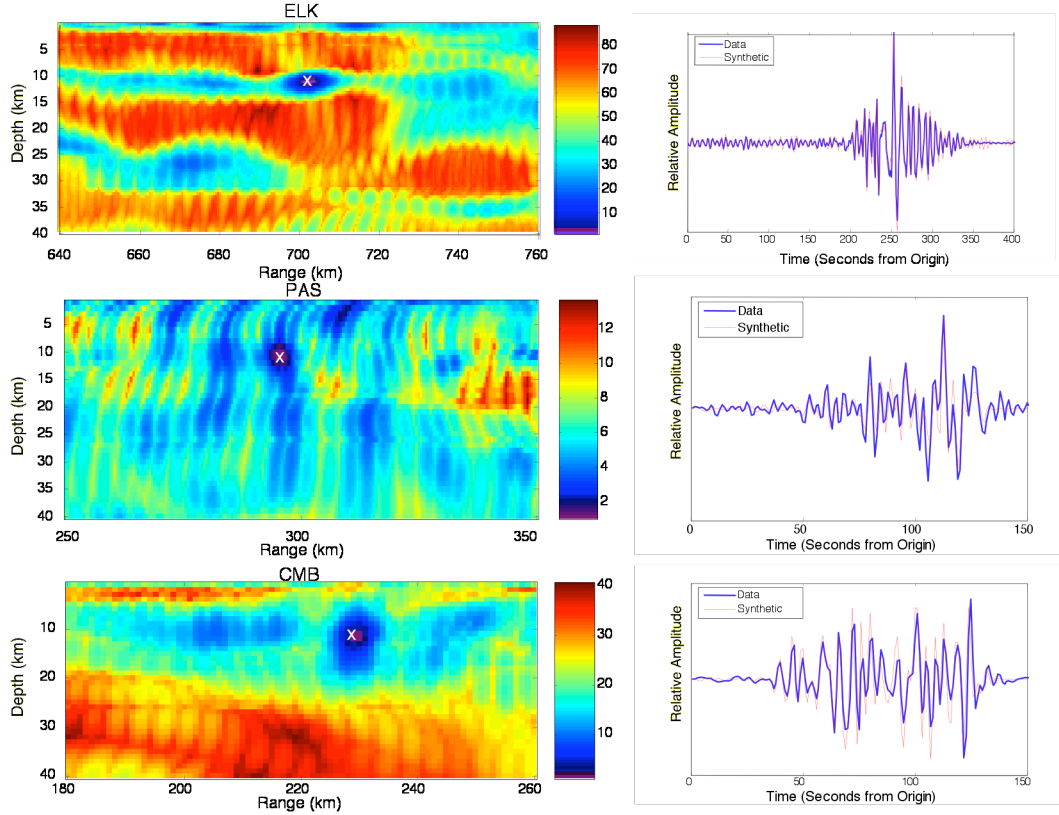 ELK
Depth (km)
5
10
15
20
25
30
35
40
640
660
680
700
720
740
760
Range (km)
X
80
70
60
50
40
30
20
10
Relative Amplitude
Data
Synthetic
0
50
100
150
200
250
300
350
400
Time (Seconds from Origin)
PAS
Depth (km)
5
10
15
20
25
30
35
40
250
300
350
Range (km)
X
12
10
8
6
4
2
Relative Amplitude
Data
Synthetic
0
50
100
150
Time (Seconds from Origin)
CMB
Depth (km)
10
20
30
40
180
200
220
240
260
Range (km)
X
40
30
20
10
Relative Amplitude
Data
Synthetic
0
50
100
150
Time (Seconds from Origin)